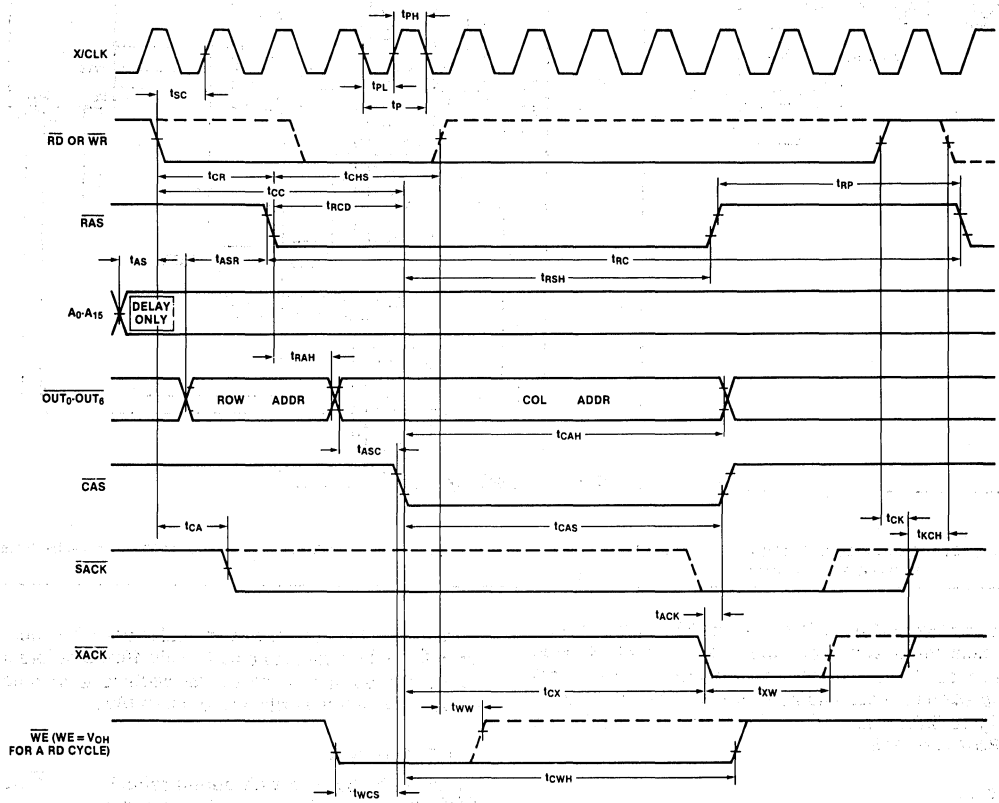 tPH
X/CLK
tSC
tPL
tP
RD OR WR
tCR
tCHS
tCC
tRP
tRCD
RAS
tAS
tASR
tRC
tRSH
A0-A15
DELAY
ONLY
tRAH
OUT0-OUT6
ROW ADDR
COL ADDR
tCAH
tASC
CAS
tCA
tCAS
tCK
tKCH
SACK
tACK
XACK
tCX
tXW
tWW
WE (WE = VOH
FOR A RD CYCLE)
tCWH
tWCS